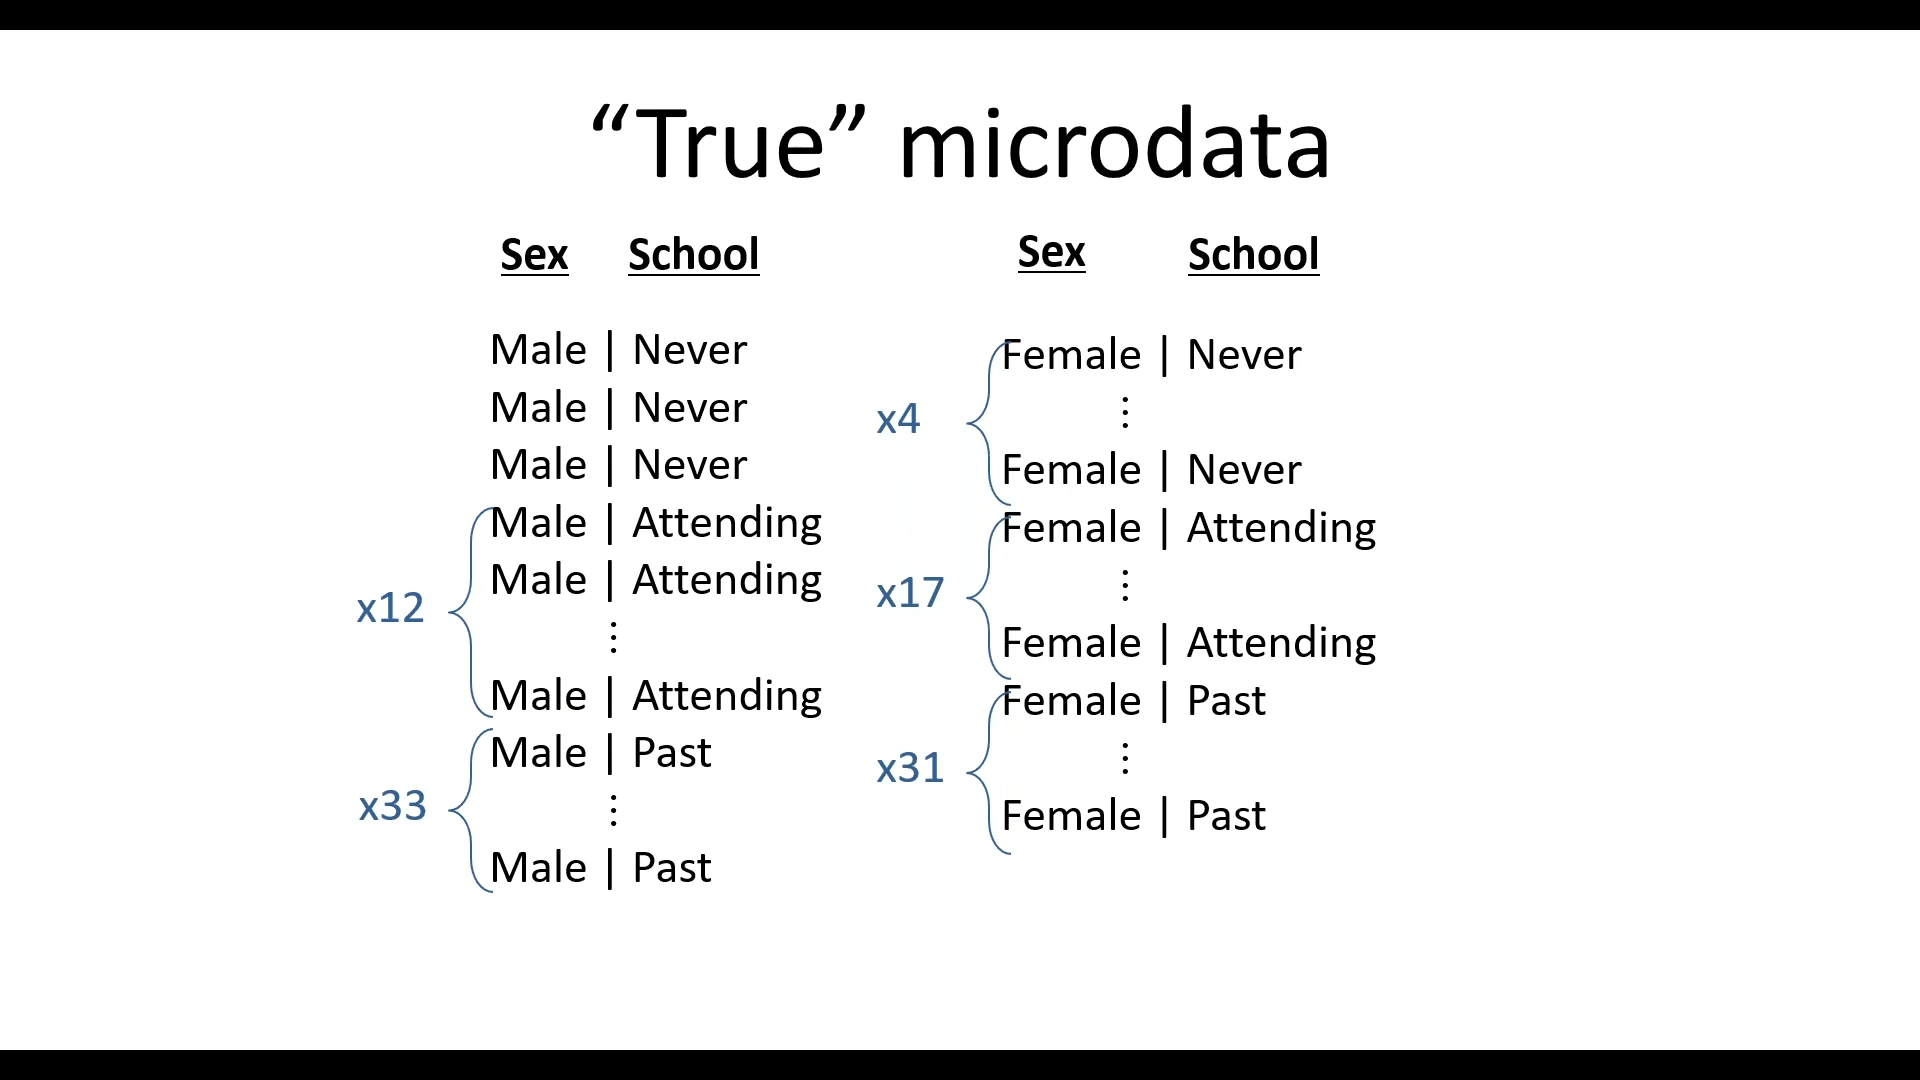 “True” microdata
Sex School
Male | Never
Male | Never
Male | Never
Male | Attending
Male | Attending
x12
⋮
Male | Attending
Male | Past
x33
⋮
Male | Past
Sex School
Female | Never
x4
⋮
Female | Never
Female | Attending
x17
⋮
Female | Attending
Female | Past
x31
⋮
Female | Past